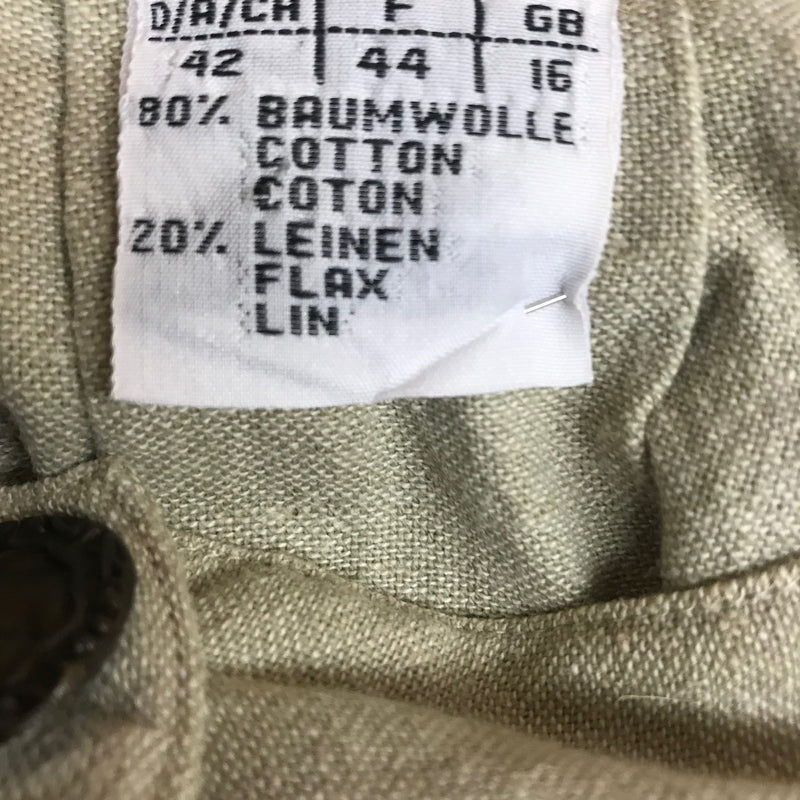 D/A/CH F GB
42 44 16
80% BAUMWOLLE
COTTON
COTON
20% LEINEN
FLAX
LIN